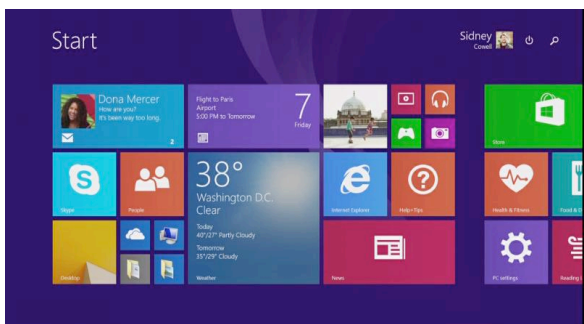 Start
Sidney
Cowell
Dona Mercer
How are you?
It's been way too long.
2
Flight to Paris
Airport
5:00 PM to Tomorrow
7
Friday
Store
Skype
People
38°
Washington D.C.
Clear
Today
40°/27° Partly Cloudy
Tomorrow
35°/29° Cloudy
Weather
Internet Explorer
Help+Tips
Health & Fitness
Food & D
Desktop
News
PC settings
Reading L